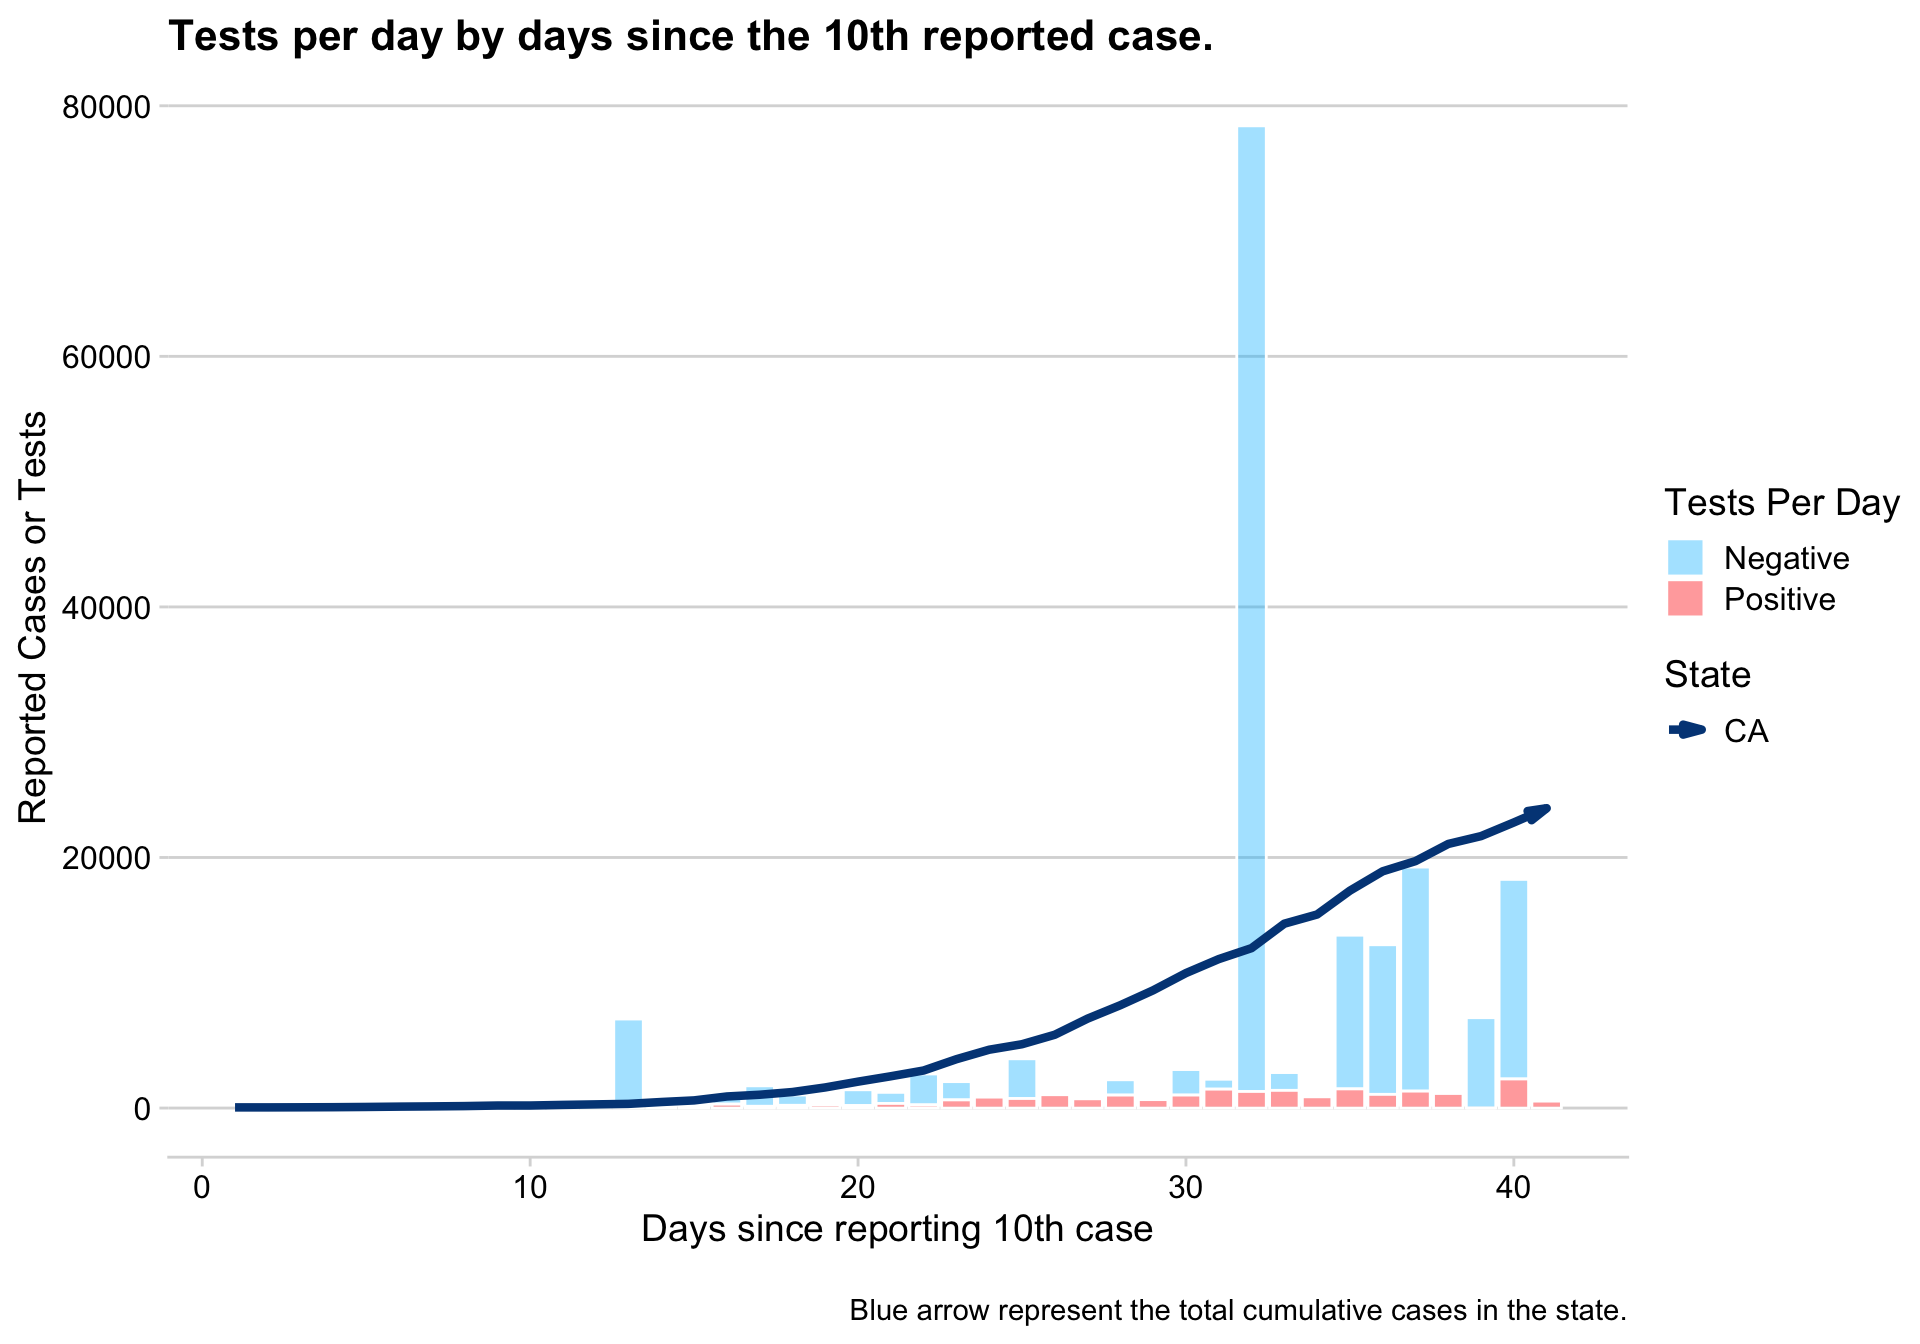 Tests per day by days since the 10th reported case.
80000
60000
40000
20000
0
Reported Cases or Tests
0 10 20 30 40
Days since reporting 10th case
Tests Per Day
Negative
Positive
State
CA
Blue arrow represent the total cumulative cases in the state.